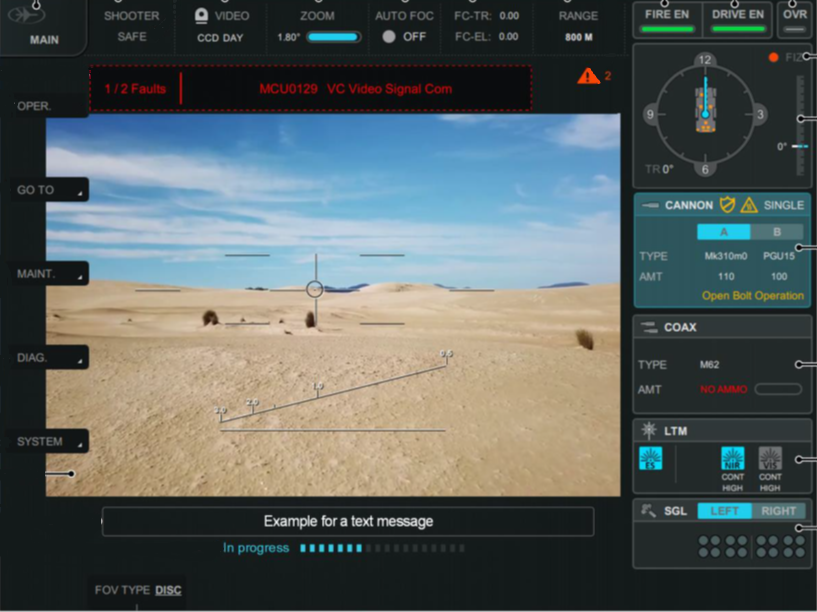 SHOOTER
SAFE
VIDEO
CCD DAY
ZOOM
1.80°
AUTO FOC
OFF
FC-TR: 0.00
FC-EL: 0.00
RANGE
800 M
FIRE EN
DRIVE EN
OVR
MAIN
1 / 2 Faults
MCU0129 VC Video Signal Com
2
OPER.
GO TO
MAINT.
DIAG.
SYSTEM
12
3
6
9
TR 0°
0°
CANNON
SINGLE
A B
TYPE Mk310m0 PGU15
AMT 110 100
Open Bolt Operation
COAX
TYPE M62
AMT NO AMMO
LTM
ES
NIR
VIS
CONT CONT
HIGH HIGH
SGL LEFT RIGHT
3.0
2.0
1.0
0.5
Example for a text message
In progress
FOV TYPE DISC